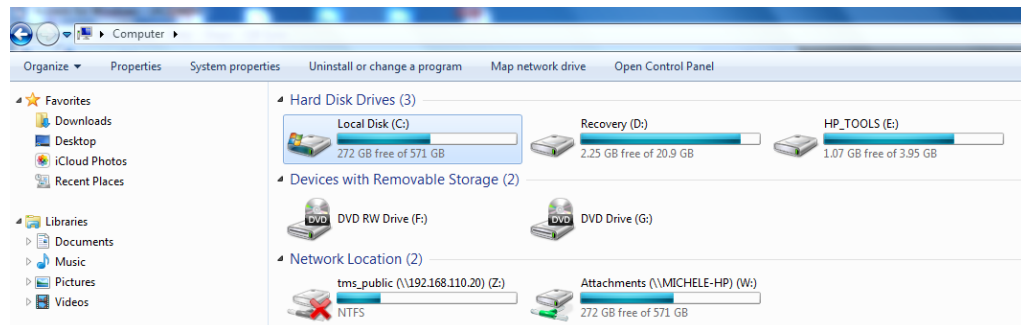 Computer
Organize Properties System properties Uninstall or change a program Map network drive Open Control Panel
Favorites
Downloads
Desktop
iCloud Photos
Recent Places
Libraries
Documents
Music
Pictures
Videos
Hard Disk Drives (3)
Local Disk (C:)
272 GB free of 571 GB
Recovery (D:)
2.25 GB free of 20.9 GB
HP_TOOLS (E:)
1.07 GB free of 3.95 GB
Devices with Removable Storage (2)
DVD DVD RW Drive (F:)
DVD DVD Drive (G:)
Network Location (2)
tms_public (\\192.168.110.20) (Z:)
NTFS
Attachments (\\MICHELE-HP) (W:)
272 GB free of 571 GB